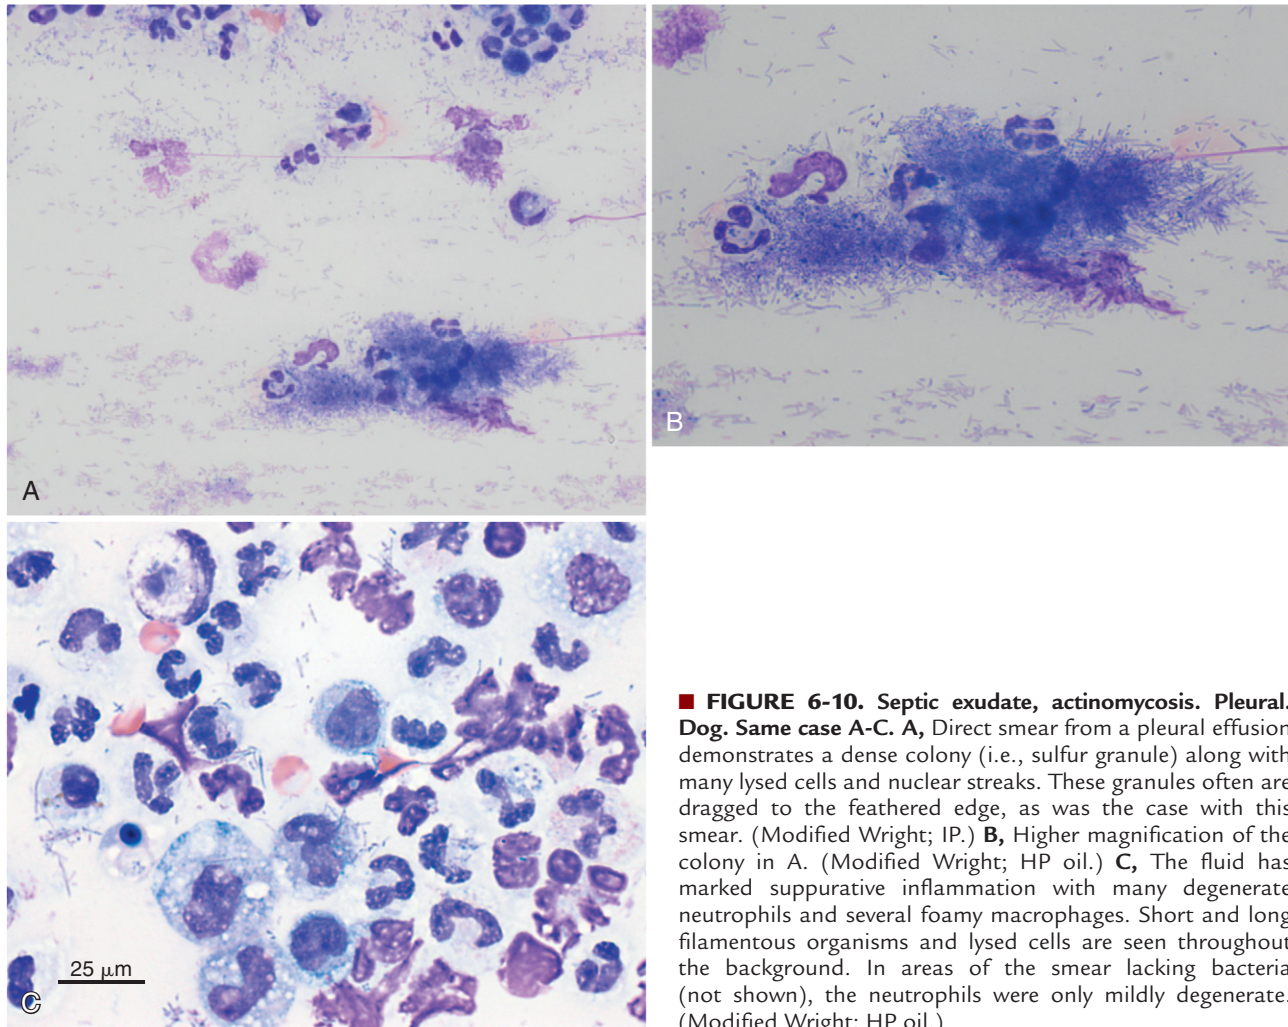 A
B
25 μm
C
■ FIGURE 6-10. Septic exudate, actinomycosis. Pleural.
Dog. Same case A-C. A, Direct smear from a pleural effusion
demonstrates a dense colony (i.e., sulfur granule) along with
many lysed cells and nuclear streaks. These granules often are
dragged to the feathered edge, as was the case with this
smear. (Modified Wright; IP.) B, Higher magnification of the
colony in A. (Modified Wright; HP oil.) C, The fluid has
marked suppurative inflammation with many degenerate
neutrophils and several foamy macrophages. Short and long
filamentous organisms and lysed cells are seen throughout
the background. In areas of the smear lacking bacteria
(not shown), the neutrophils were only mildly degenerate.
(Modified Wright; HP oil.)